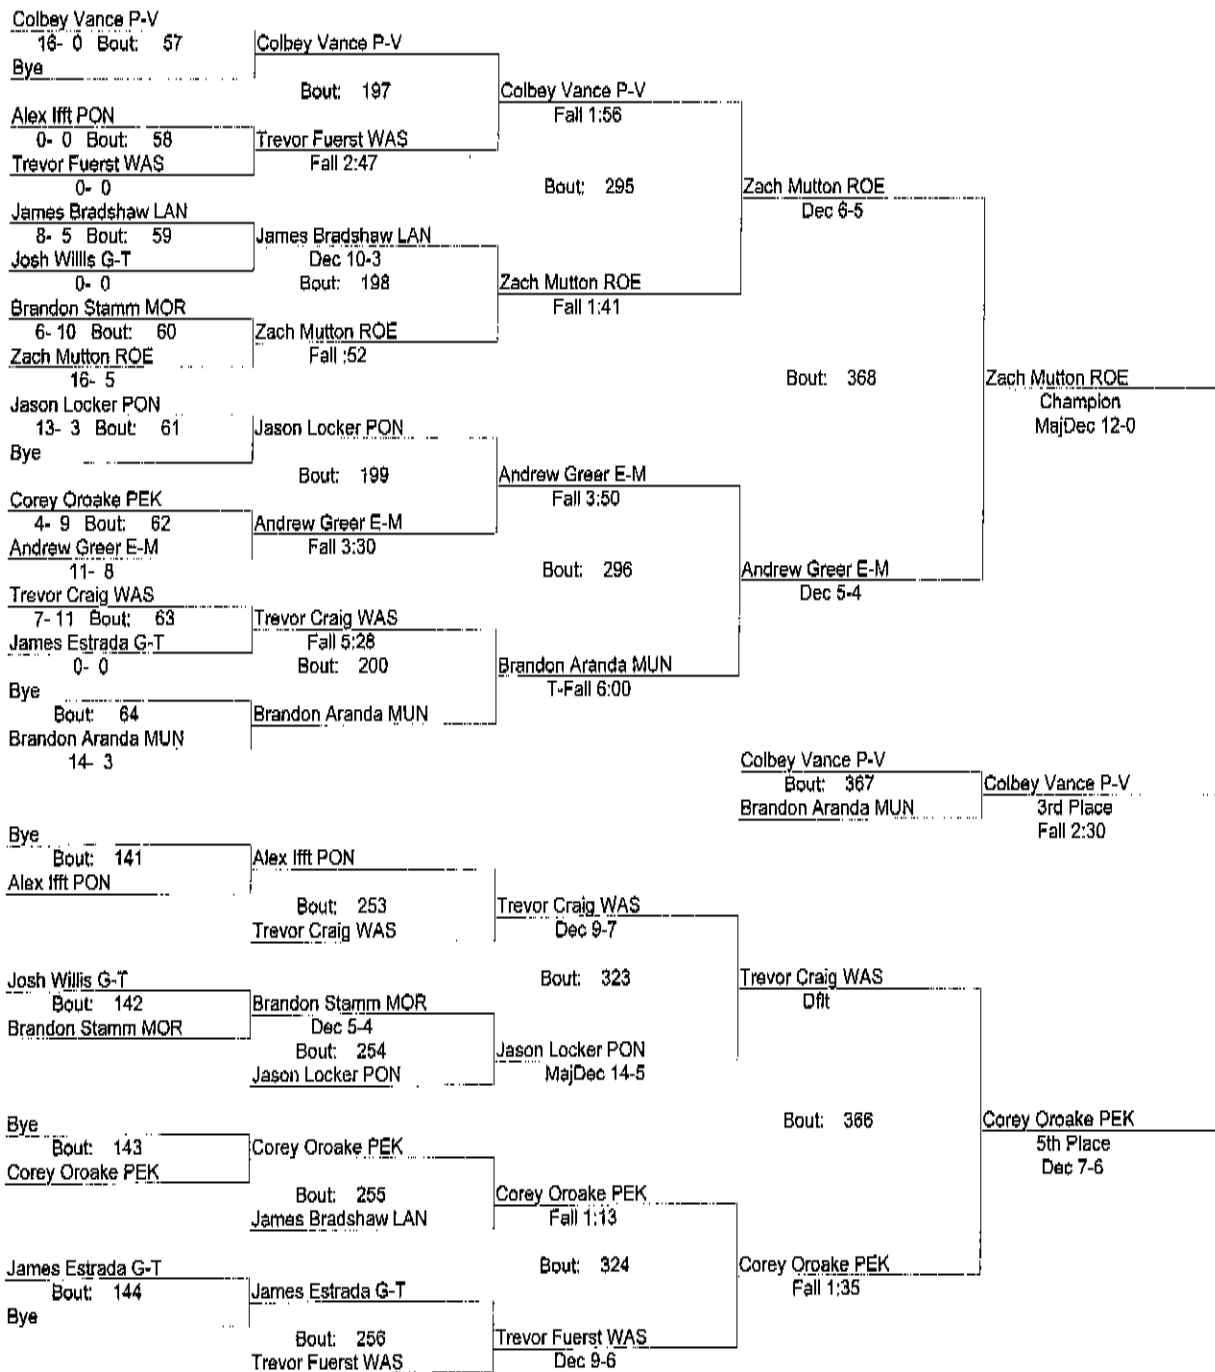 Colbey Vance P-V
16- 0 Bout: 57
Bye
Colbey Vance P-V
Bout: 197
Alex Ifft PON
0- 0 Bout: 58
Trevor Fuerst WAS
0- 0
Trevor Fuerst WAS
Fall 2:47
Colbey Vance P-V
Fall 1:56
Bout: 295
James Bradshaw LAN
8- 5 Bout: 59
Josh Willis G-T
0- 0
James Bradshaw LAN
Dec 10-3
Bout: 198
Brandon Stamm MOR
6- 10 Bout: 60
Zach Mutton ROE
16- 5
Zach Mutton ROE
Fall :52
Zach Mutton ROE
Fall 1:41
Zach Mutton ROE
Dec 6-5
Bout: 368
Zach Mutton ROE
Champion
MajDec 12-0
Jason Locker PON
13- 3 Bout: 61
Bye
Jason Locker PON
Bout: 199
Corey Oroake PEK
4- 9 Bout: 62
Andrew Greer E-M
11- 8
Andrew Greer E-M
Fall 3:30
Andrew Greer E-M
Fall 3:50
Bout: 296
Andrew Greer E-M
Dec 5-4
Trevor Craig WAS
7- 11 Bout: 63
James Estrada G-T
0- 0
Trevor Craig WAS
Fall 5:28
Bout: 200
Bye
Bout: 64
Brandon Aranda MUN
14- 3
Brandon Aranda MUN
Brandon Aranda MUN
T-Fall 6:00
Colbey Vance P-V
Bout: 367
Brandon Aranda MUN
Colbey Vance P-V
3rd Place
Fall 2:30
Bye
Bout: 141
Alex Ifft PON
Alex Ifft PON
Bout: 253
Trevor Craig WAS
Trevor Craig WAS
Dec 9-7
Bout: 323
Josh Willis G-T
Bout: 142
Brandon Stamm MOR
Brandon Stamm MOR
Dec 5-4
Bout: 254
Jason Locker PON
Jason Locker PON
MajDec 14-5
Trevor Craig WAS
Dflt
Bout: 366
Corey Oroake PEK
5th Place
Dec 7-6
Bye
Bout: 143
Corey Oroake PEK
Corey Oroake PEK
Bout: 255
James Bradshaw LAN
Corey Oroake PEK
Fall 1:13
Bout: 324
Corey Oroake PEK
Fall 1:35
James Estrada G-T
Bout: 144
Bye
James Estrada G-T
Bout: 256
Trevor Fuerst WAS
Trevor Fuerst WAS
Dec 9-6